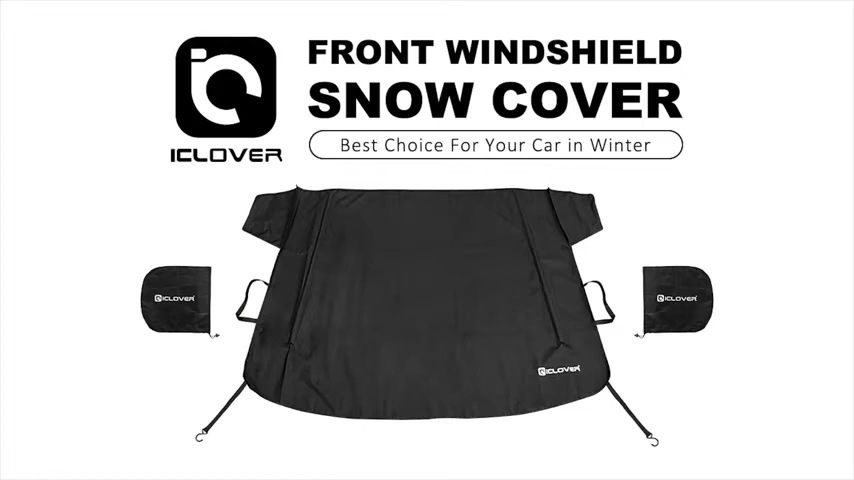 FRONT WINDSHIELD
SNOW COVER
ICLOVER
Best Choice For Your Car in Winter
ICLOVER
ICLOVER
ICLOVER